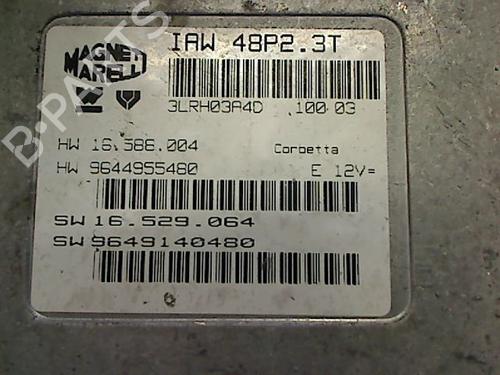 MAGNETI
MARELLI
IAW 48P2.3T
3LRH03A4D 100 03
HW 16.586.004 Corbetta
HW 9644955480 E 12V=
SW 16.529.064
SW 9649140480
B-PARTS